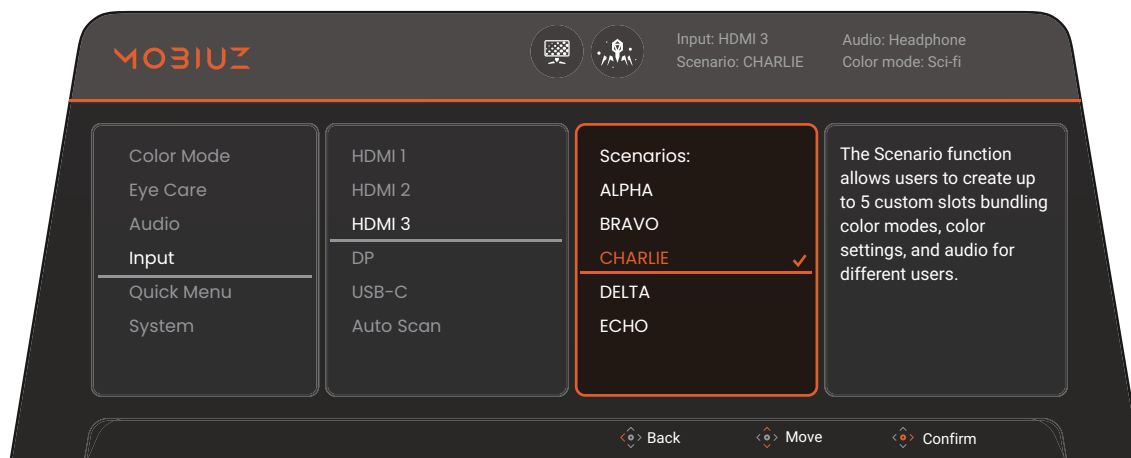 MOBIUZ
Input: HDMI 3
Scenario: CHARLIE
Audio: Headphone
Color mode: Sci-fi
Color Mode
Eye Care
Audio
Input
Quick Menu
System
HDMI 1
HDMI 2
HDMI 3
DP
USB-C
Auto Scan
Scenarios:
ALPHA
BRAVO
CHARLIE
DELTA
ECHO
The Scenario function
allows users to create up
to 5 custom slots bundling
color modes, color
settings, and audio for
different users.
Back
Move
Confirm